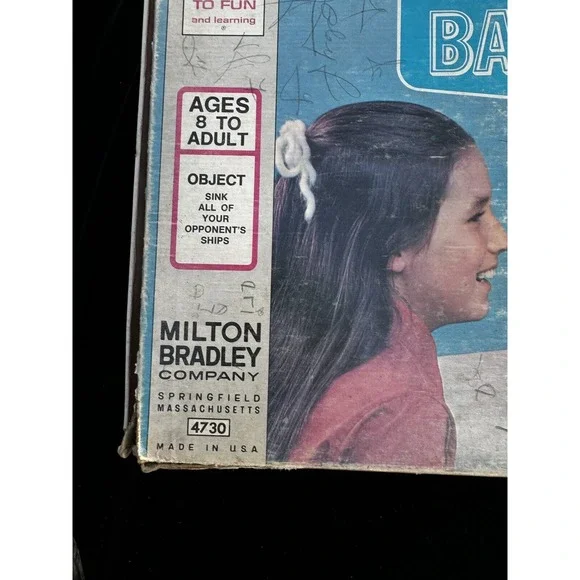 TO FUN
and learning
®
BA
AGES
8 TO
ADULT
OBJECT
SINK
ALL OF
YOUR
OPPONENT'S
SHIPS
MILTON
BRADLEY
COMPANY
SPRINGFIELD
MASSACHUSETTS
4730
MADE IN U.S.A